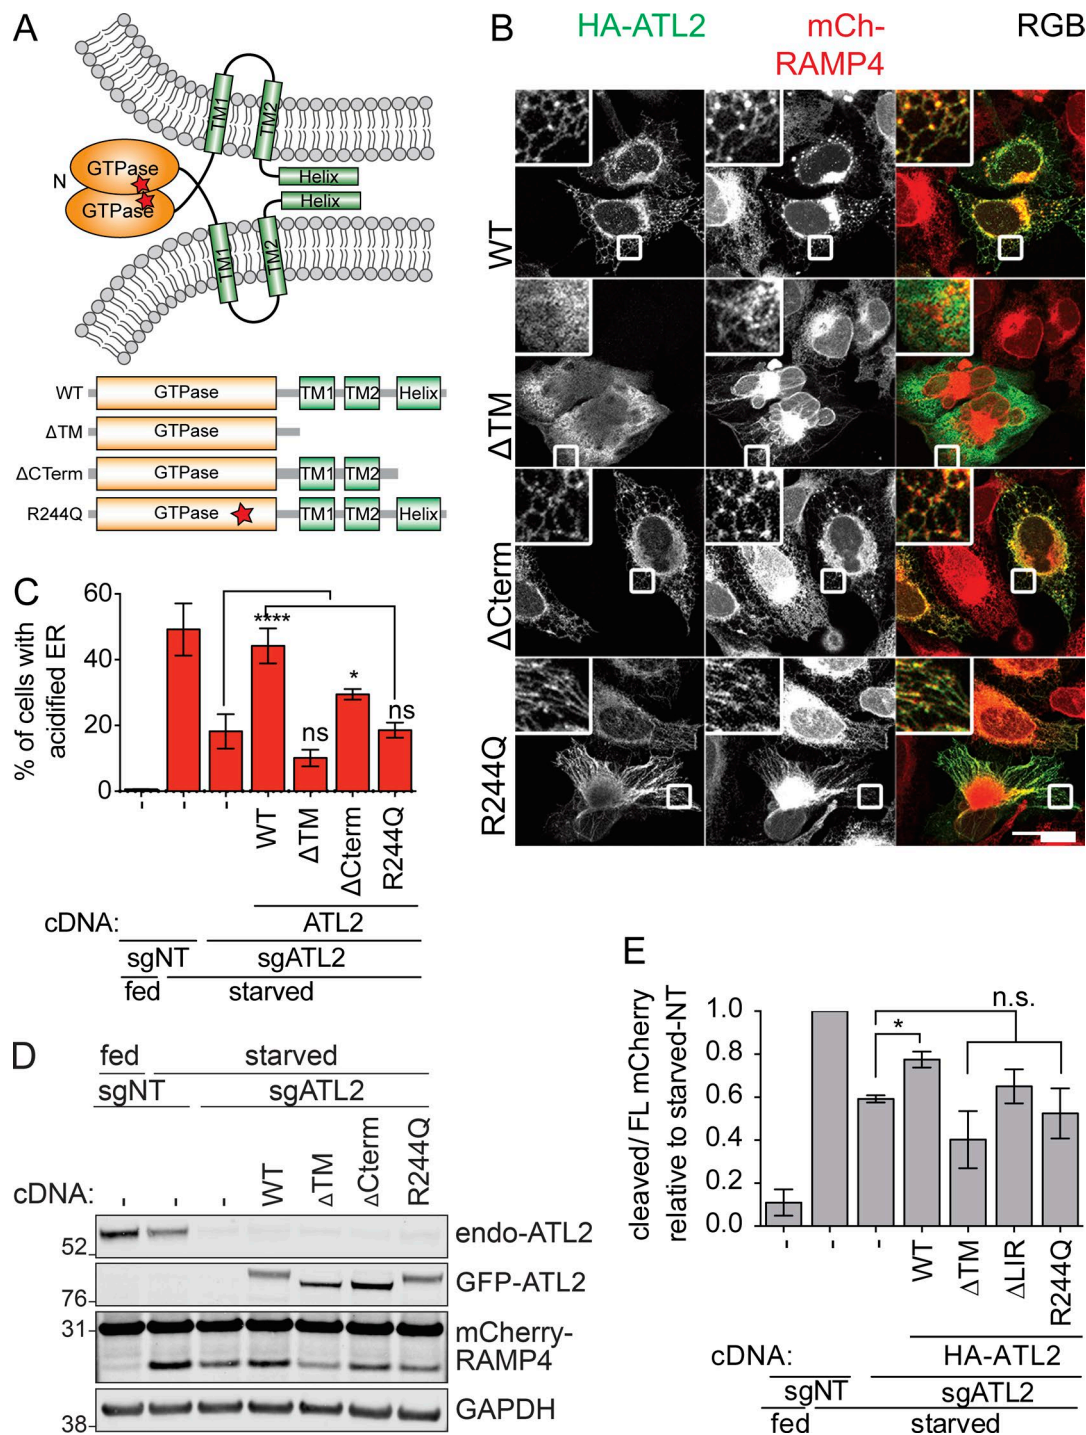 A
TM1
TM2
GTPase
Helix
N
GTPase
Helix
TM1
TM2
WT
GTPase
TM1
TM2
Helix
ΔTM
GTPase
ΔCTerm
GTPase
TM1
TM2
R244Q
GTPase
TM1
TM2
Helix
B
HA-ATL2
mCh-
RAMP4
RGB
WT
ΔTM
ΔCterm
R244Q
C
% of cells with
acidified ER
60
40
20
0
****
ns
*
ns
- - - WT ΔTM ΔCterm R244Q
cDNA:
ATL2
sgNT sgATL2
fed starved
D
fed starved
sgNT sgATL2
cDNA: - - - WT ΔTM ΔCterm R244Q
endo-ATL2
52
GFP-ATL2
76
31
mCherry-
RAMP4
GAPDH
38
E
cleaved/ FL mCherry
relative to starved-NT
1.0
0.8
0.6
0.4
0.2
0.0
*
n.s.
- - - WT ΔTM ΔLIR R244Q
cDNA:
HA-ATL2
sgNT sgATL2
fed starved